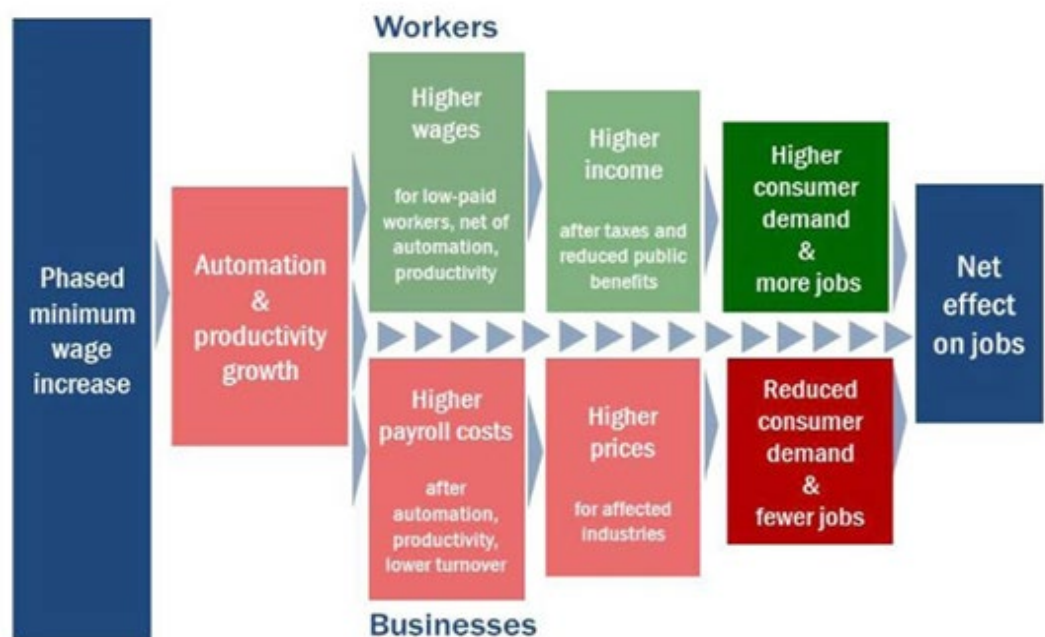 Workers
Phased
minimum
wage
increase
Automation
&
productivity
growth
Higher
wages
for low-paid
workers, net of
automation,
productivity
Higher
income
after taxes and
reduced public
benefits
Higher
consumer
demand
&
more jobs
Higher
payroll costs
after
automation,
productivity,
lower turnover
Higher
prices
for affected
industries
Reduced
consumer
demand
&
fewer jobs
Net
effect
on jobs
Businesses